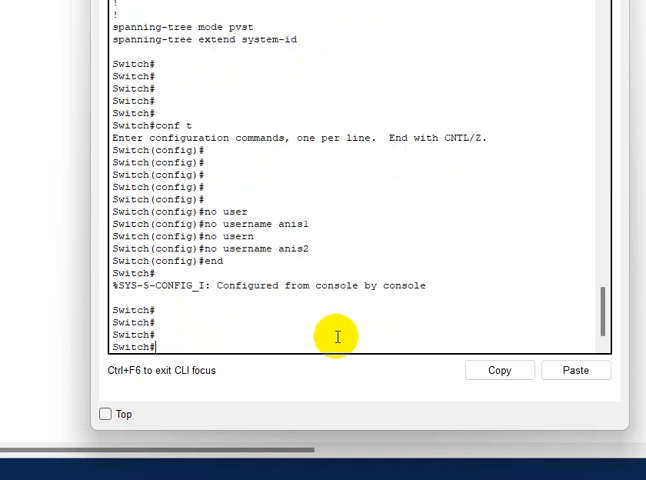 !
!
spanning-tree mode pvst
spanning-tree extend system-id
Switch#
Switch#
Switch#
Switch#
Switch#
Switch#conf t
Enter configuration commands, one per line.  End with CNTL/Z.
Switch(config)#
Switch(config)#
Switch(config)#
Switch(config)#
Switch(config)#
Switch(config)#no user
Switch(config)#no username anis1
Switch(config)#no usern
Switch(config)#no username anis2
Switch(config)#end
Switch#
%SYS-5-CONFIG_I: Configured from console by console
Switch#
Switch#
Switch#
Switch#
Ctrl+F6 to exit CLI focus
Copy
Paste
Top